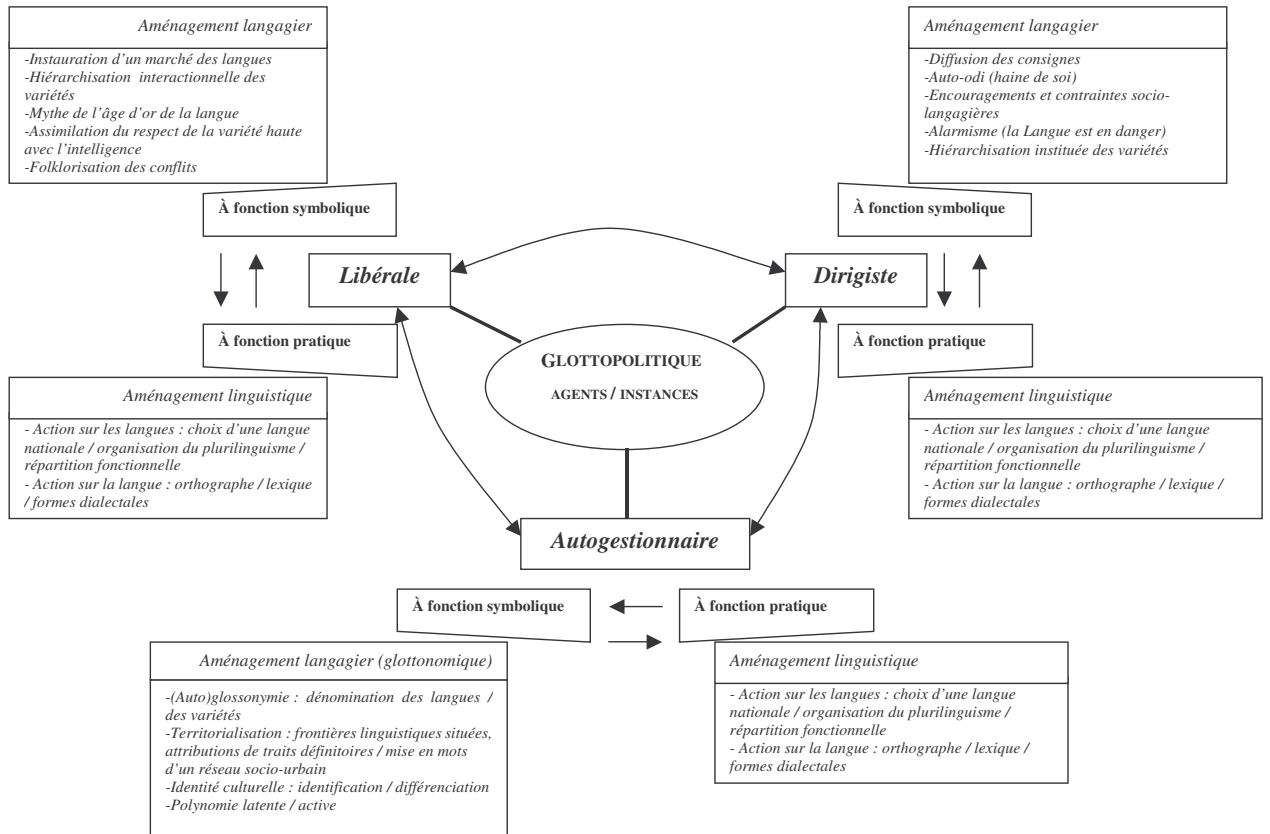 Aménagement langagier
-Instauration d'un marché des langues
-Hiérarchisation interactionnelle des
variétés
-Mythe de l'âge d'or de la langue
-Assimilation du respect de la variété haute
avec l'intelligence
-Folklorisation des conflits
À fonction symbolique
Libérale
À fonction pratique
Aménagement linguistique
- Action sur les langues : choix d'une langue
nationale / organisation du plurilinguisme /
répartition fonctionnelle
- Action sur la langue : orthographe / lexique
/ formes dialectales
Aménagement langagier
-Diffusion des consignes
-Auto-odi (haine de soi)
-Encouragements et contraintes socio-
langagières
-Alarmisme (la Langue est en danger)
-Hiérarchisation instituée des variétés
À fonction symbolique
Dirigiste
À fonction pratique
Aménagement linguistique
- Action sur les langues : choix d'une langue
nationale / organisation du plurilinguisme /
répartition fonctionnelle
- Action sur la langue : orthographe / lexique /
formes dialectales
GLOTTOPOLITIQUE
AGENTS / INSTANCES
Autogestionnaire
À fonction symbolique
À fonction pratique
Aménagement langagier (glottonomique)
-(Auto)glossonymie : dénomination des langues /
des variétés
-Territorialisation : frontières linguistiques situées,
attributions de traits définitoires / mise en mots
d'un réseau socio-urbain
-Identité culturelle : identification / différenciation
-Polynomie latente / active
Aménagement linguistique
- Action sur les langues : choix d'une langue
nationale / organisation du plurilinguisme /
répartition fonctionnelle
- Action sur la langue : orthographe / lexique /
formes dialectales